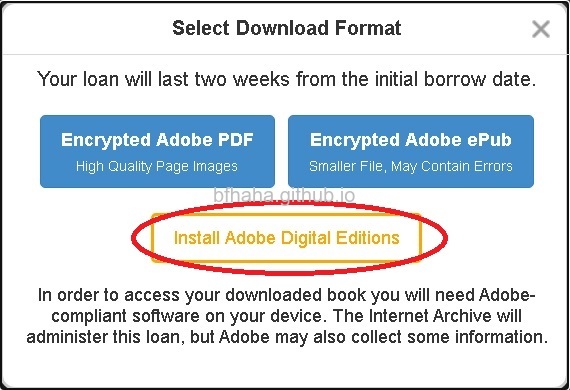 Select Download Format
Your loan will last two weeks from the initial borrow date.
Encrypted Adobe PDF
High Quality Page Images
Encrypted Adobe ePub
Smaller File, May Contain Errors
bfhaha.github.io
Install Adobe Digital Editions
In order to access your downloaded book you will need Adobe-
compliant software on your device. The Internet Archive will
administer this loan, but Adobe may also collect some information.